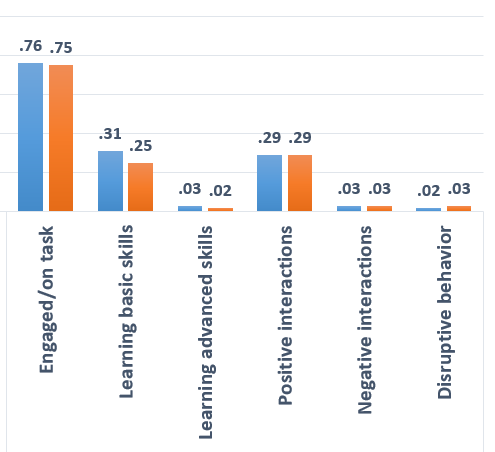 .76 .75
.31 .25
.03 .02
.29 .29
.03 .03
.02 .03
Engaged/on task
Learning basic skills
Learning advanced skills
Positive interactions
Negative interactions
Disruptive behavior